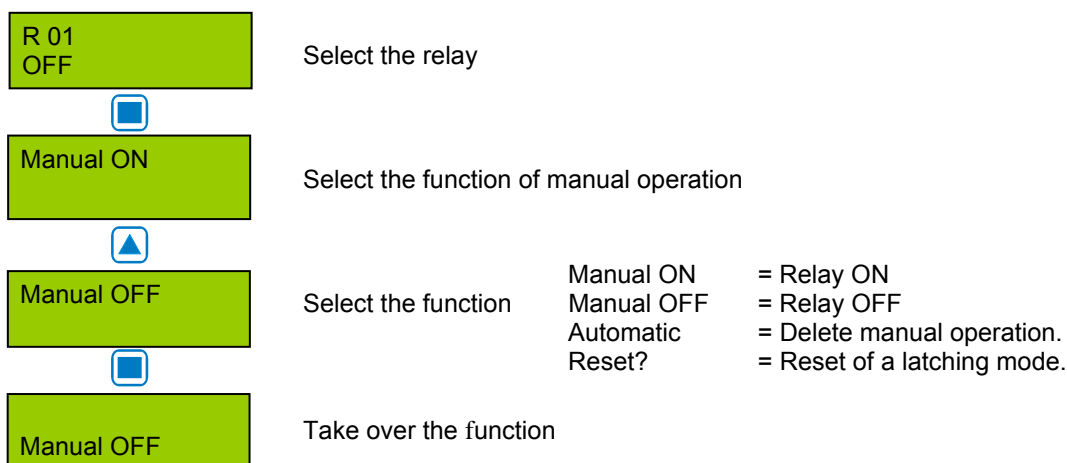 R 01
OFF
Select the relay
Manual ON
Select the function of manual operation
Manual OFF
Select the function
Manual ON = Relay ON
Manual OFF = Relay OFF
Automatic = Delete manual operation.
Reset? = Reset of a latching mode.
Manual OFF
Take over the function